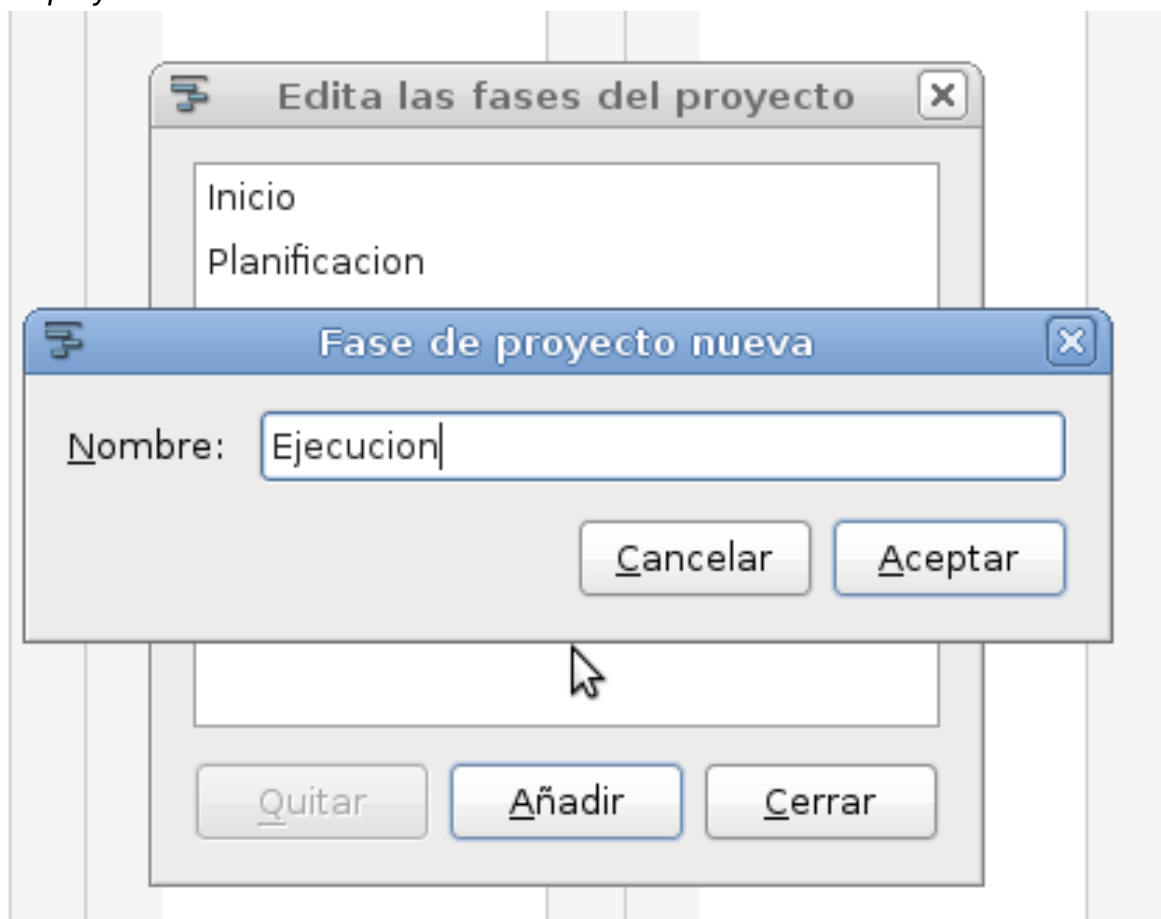 Edita las fases del proyecto
Inicio
Planificacion
Fase de proyecto nueva
Nombre: Ejecucion
Cancelar Aceptar
Quitar Añadir Cerrar